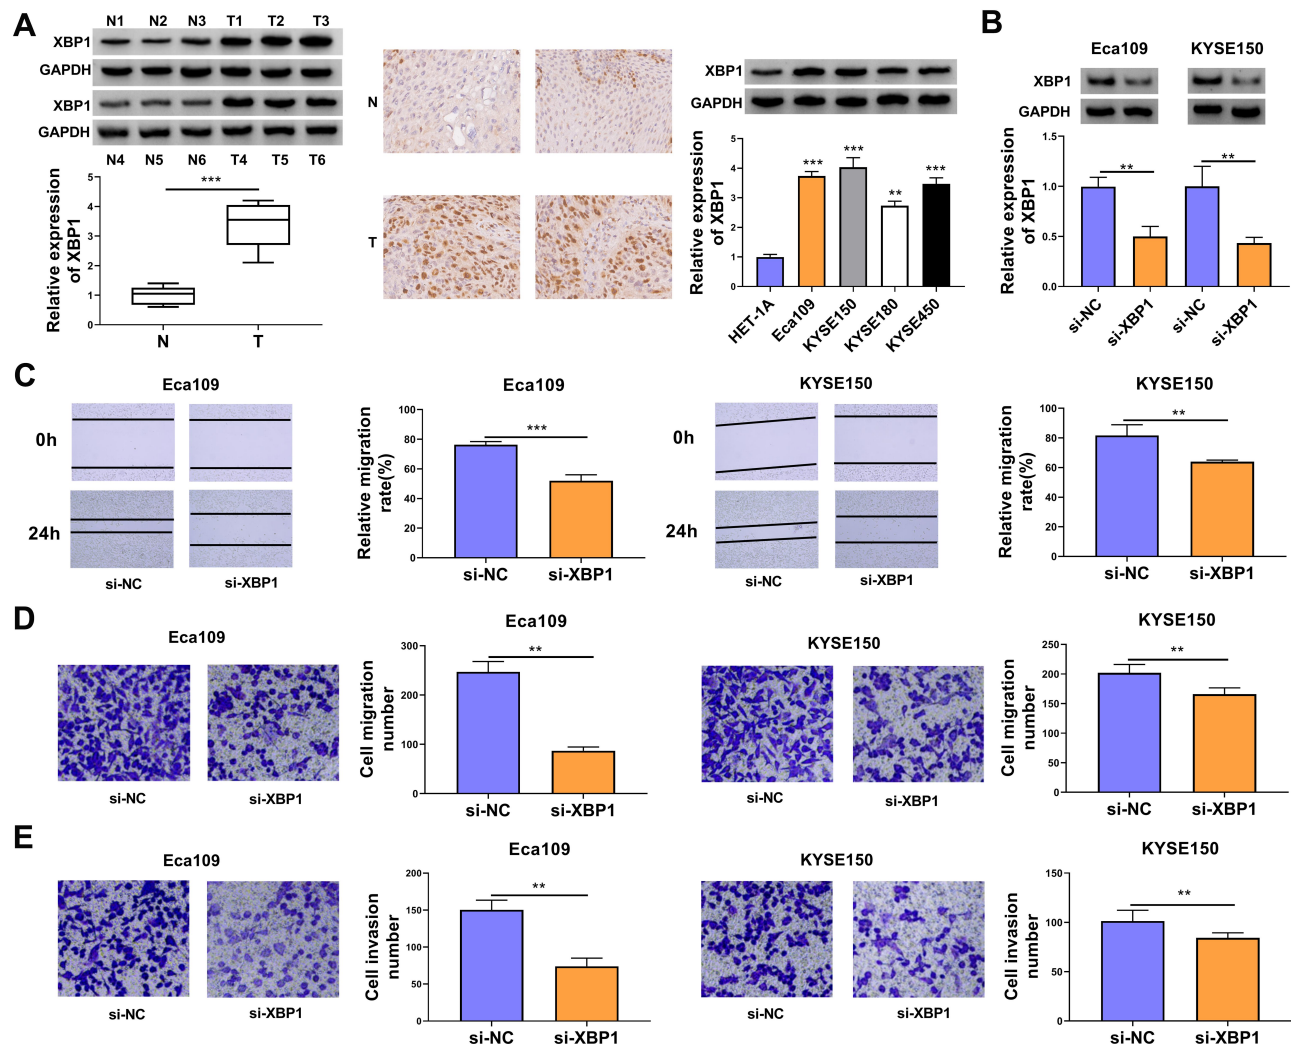 A
N1 N2 N3 T1 T2 T3
XBP1
GAPDH
XBP1
GAPDH
N4 N5 N6 T4 T5 T6
Relative expression
of XBP1
5
4
3
2
1
0
***
N T
N
T
XBP1
GAPDH
Relative expression
of XBP1
5
4
3
2
1
0
*** *** ** ***
HET-1A Eca109 KYSE150 KYSE180 KYSE450
B
Eca109 KYSE150
XBP1
GAPDH
Relative expression
of XBP1
1.5
1.0
0.5
0.0
** **
si-NC si-XBP1 si-NC si-XBP1
C
Eca109
0h
24h
si-NC si-XBP1
Eca109
Relative migration
rate(%)
100
80
60
40
20
0
***
si-NC si-XBP1
KYSE150
0h
24h
si-NC si-XBP1
KYSE150
Relative migration
rate(%)
100
80
60
40
20
0
**
si-NC si-XBP1
D
Eca109
si-NC si-XBP1
Eca109
Cell migration
number
300
200
100
0
**
si-NC si-XBP1
KYSE150
si-NC si-XBP1
KYSE150
Cell migration
number
250
200
150
100
50
0
**
si-NC si-XBP1
E
Eca109
si-NC si-XBP1
Eca109
Cell invasion
number
200
150
100
50
0
**
si-NC si-XBP1
KYSE150
si-NC si-XBP1
KYSE150
Cell invasion
number
150
100
50
0
**
si-NC si-XBP1